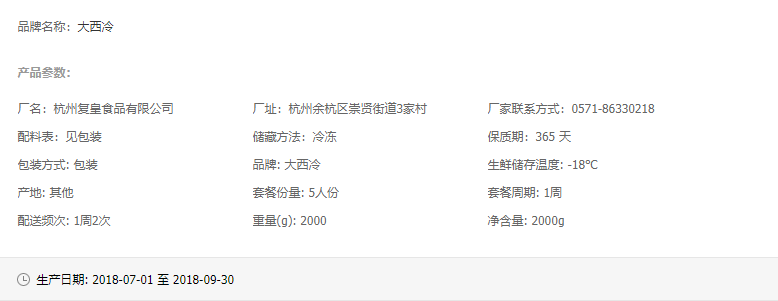 品牌名称：大西冷
产品参数：
厂名：杭州复皇食品有限公司 厂址：杭州余杭区崇贤街道3家村 厂家联系方式：0571-86330218
配料表：见包装 储藏方法：冷冻 保质期：365 天
包装方式: 包装 品牌: 大西冷 生鲜储存温度: -18℃
产地: 其他 套餐份量: 5人份 套餐周期: 1周
配送频次: 1周2次 重量(g): 2000 净含量: 2000g
生产日期: 2018-07-01 至 2018-09-30